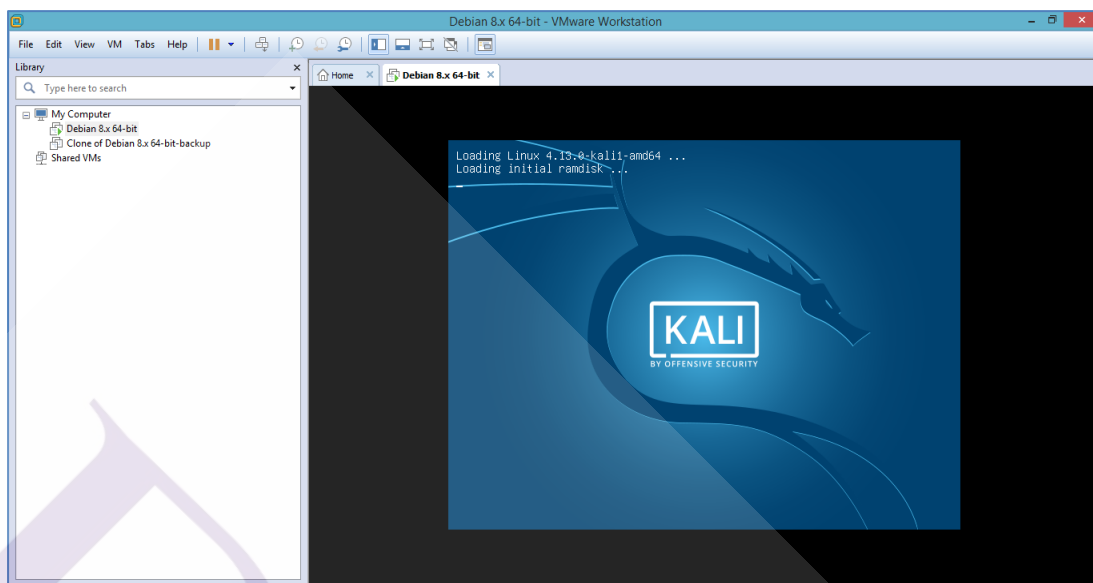 Debian 8.x 64-bit - VMware Workstation
File Edit View VM Tabs Help
Library
Type here to search
My Computer
Debian 8.x 64-bit
Clone of Debian 8.x 64-bit-backup
Shared VMs
Home
Debian 8.x 64-bit
Loading Linux 4.13.0-kali1-amd64 ...
Loading initial ramdisk ...
KALI
BY OFFENSIVE SECURITY